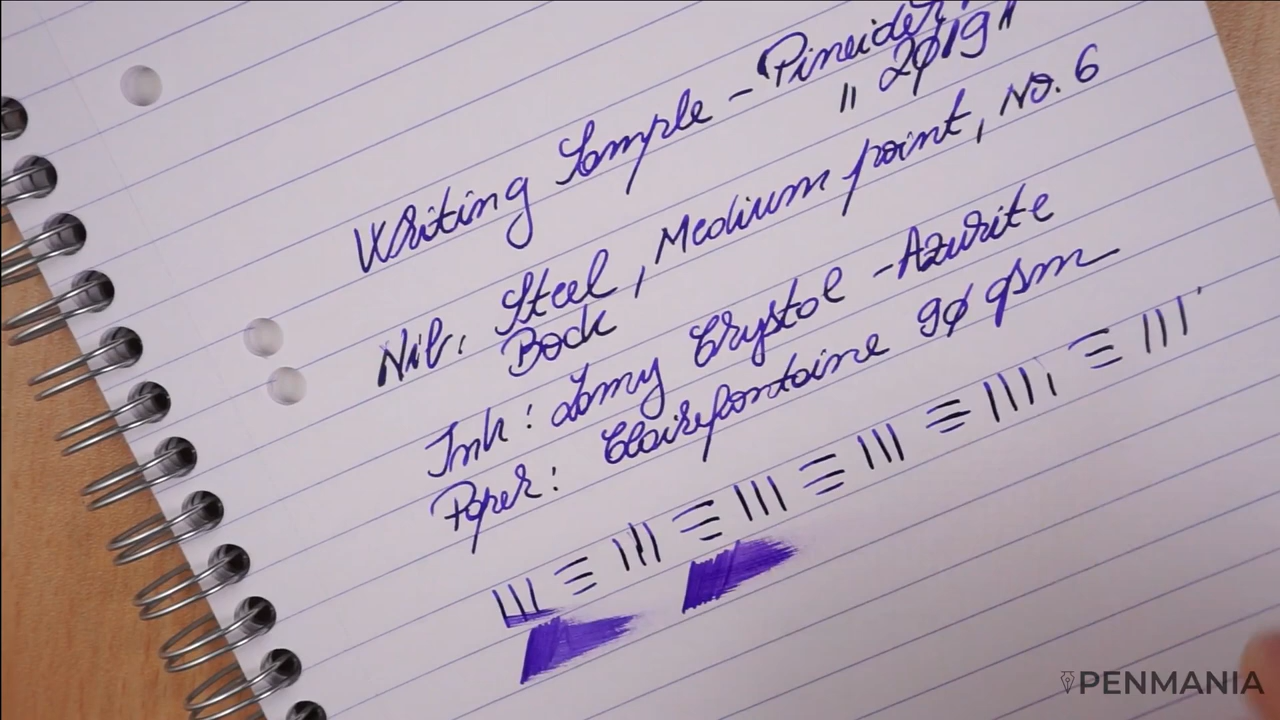 Writing Sample - Pineider
" 2019"
Nib: Steel, Medium point, No. 6
Bock
Ink: Lamy Crystal - Azurite
Paper: Clairefontaine 90 gsm
PENMANIA